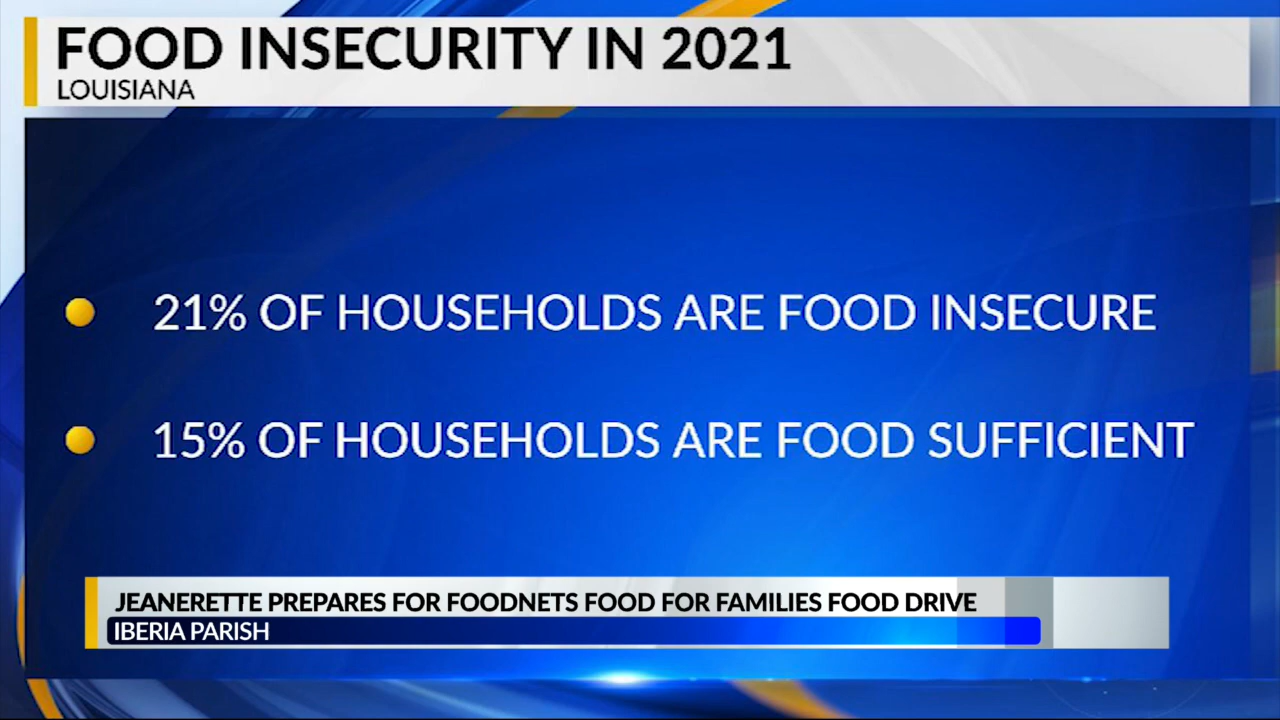 FOOD INSECURITY IN 2021
LOUISIANA
21% OF HOUSEHOLDS ARE FOOD INSECURE
15% OF HOUSEHOLDS ARE FOOD SUFFICIENT
JEANERETTE PREPARES FOR FOODNETS FOOD FOR FAMILIES FOOD DRIVE
IBERIA PARISH